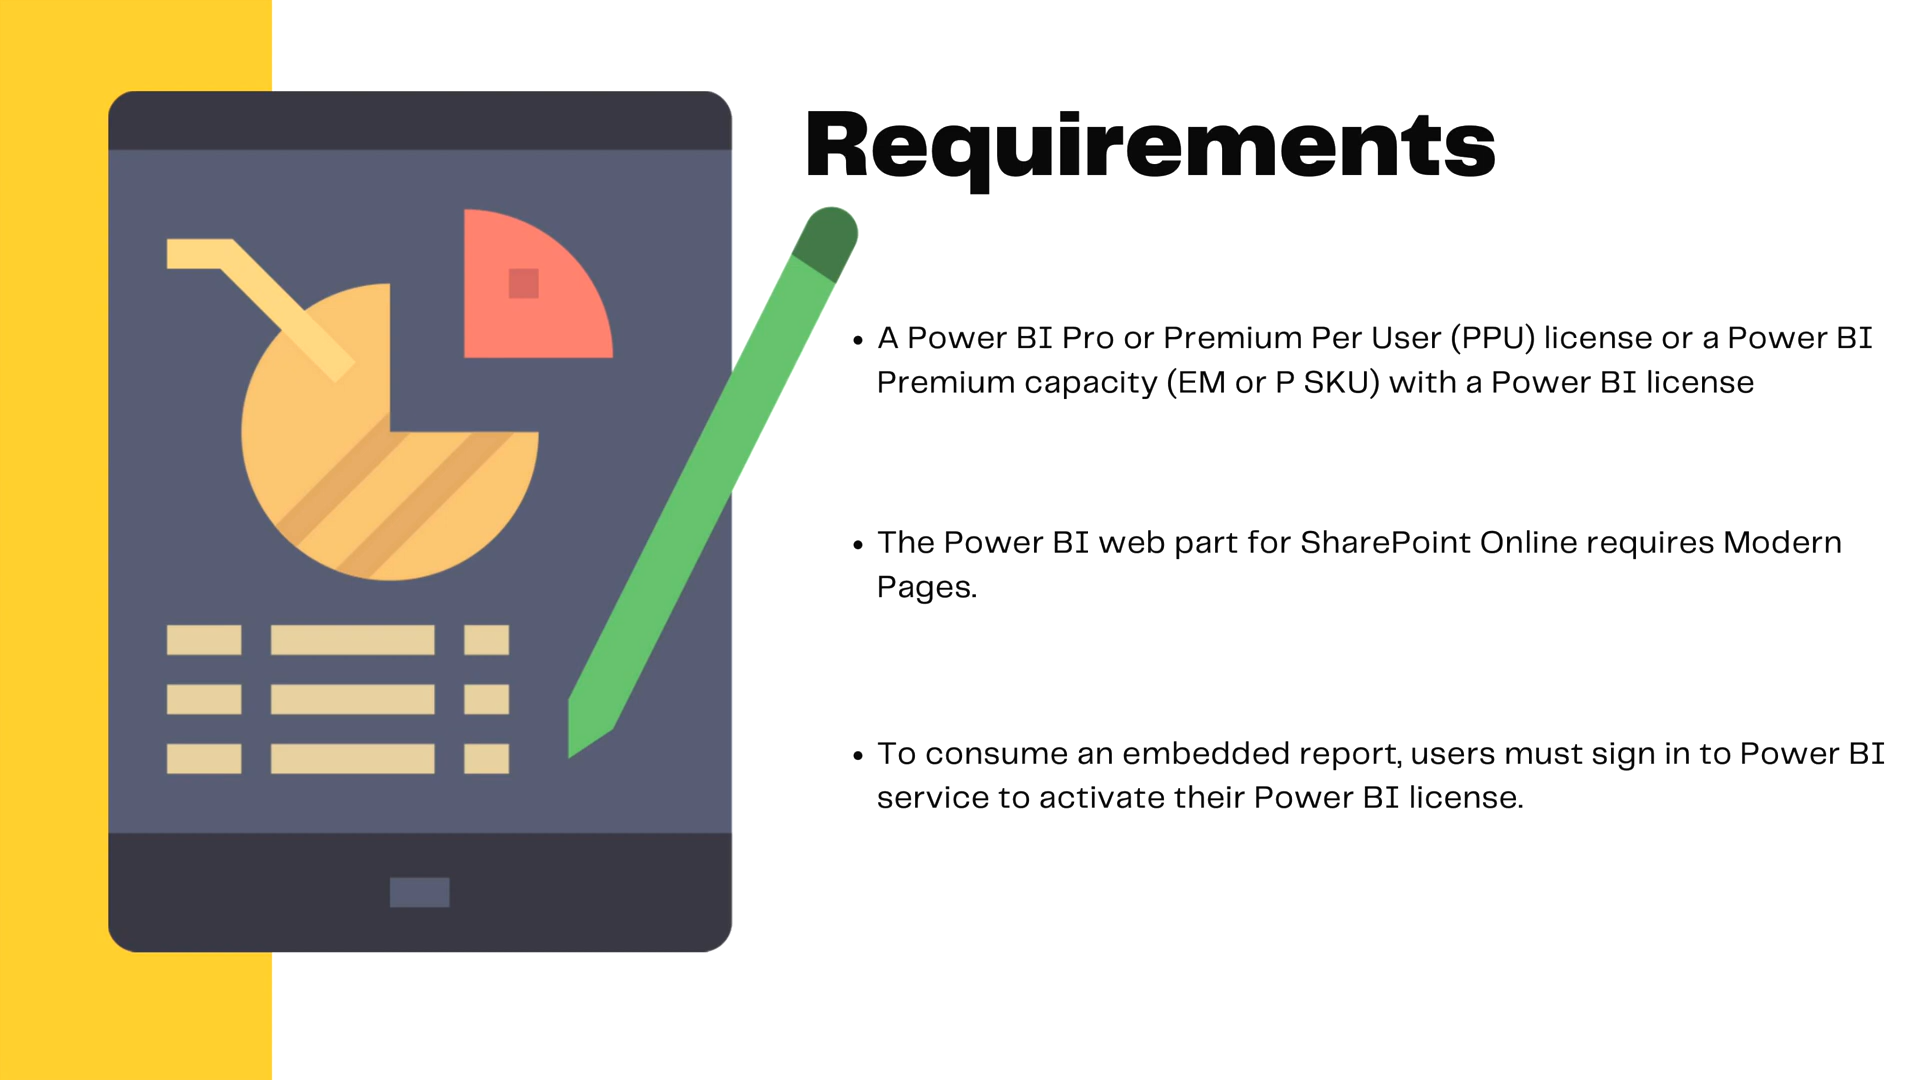 Requirements
• A Power BI Pro or Premium Per User (PPU) license or a Power BI
Premium capacity (EM or P SKU) with a Power BI license
• The Power BI web part for SharePoint Online requires Modern
Pages.
• To consume an embedded report, users must sign in to Power BI
service to activate their Power BI license.